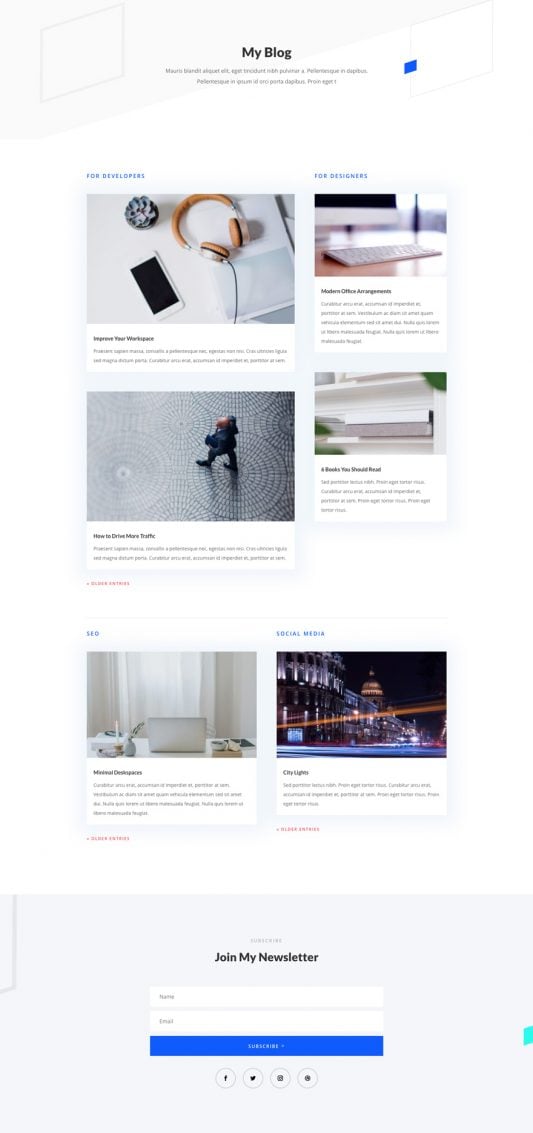 My Blog
Mauris blandit aliquet elit, eget tincidunt nibh pulvinar a. Pellentesque in dapibus.
Pellentesque in ipsum id orci porta dapibus. Proin eget t
FOR DEVELOPERS
Improve Your Workspace
Praesent sapien massa, convallis a pellentesque nec, egestas non nisi. Cras ultricies ligula
sed magna dictum porta. Curabitur arcu erat, accumsan id imperdiet et, porttitor at sem.
How to Drive More Traffic
Praesent sapien massa, convallis a pellentesque nec, egestas non nisi. Cras ultricies ligula
sed magna dictum porta. Curabitur arcu erat, accumsan id imperdiet et, porttitor at sem.
« OLDER ENTRIES
FOR DESIGNERS
Modern Office Arrangements
Curabitur arcu erat, accumsan id imperdiet et,
porttitor at sem. Vestibulum ac diam sit amet quam
vehicula elementum sed sit amet dui. Nulla quis lorem
ut libero malesuada feugiat. Nulla quis lorem ut libero
malesuada feugiat.
6 Books You Should Read
Sed porttitor lectus nibh. Proin eget tortor risus.
Curabitur arcu erat, accumsan id imperdiet et,
porttitor at sem. Proin eget tortor risus. Proin eget
tortor risus.
SEO
Minimal Deskspaces
Curabitur arcu erat, accumsan id imperdiet et, porttitor at sem.
Vestibulum ac diam sit amet quam vehicula elementum sed sit amet
dui. Nulla quis lorem ut libero malesuada feugiat. Nulla quis lorem ut
libero malesuada feugiat.
« OLDER ENTRIES
SOCIAL MEDIA
City Lights
Sed porttitor lectus nibh. Proin eget tortor risus. Curabitur arcu erat,
accumsan id imperdiet et, porttitor at sem. Proin eget tortor risus. Proin
eget tortor risus.
« OLDER ENTRIES
SUBSCRIBE
Join My Newsletter
Name
Email
SUBSCRIBE